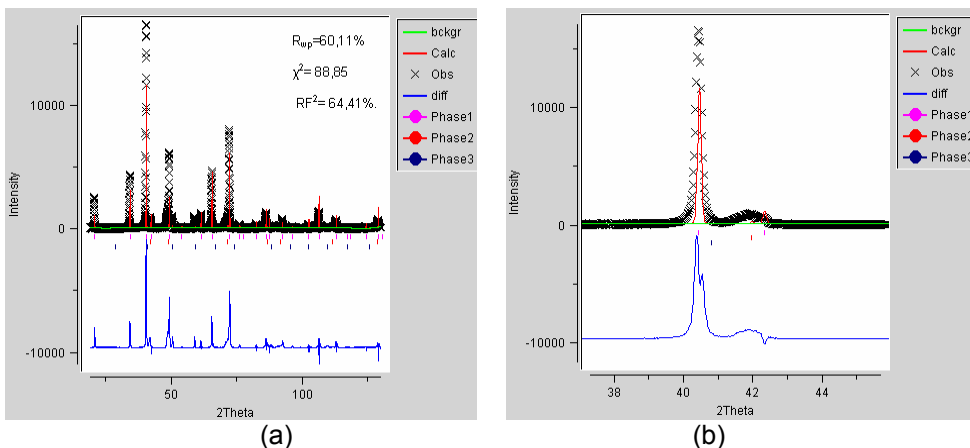 Rwp=60,11%
χ²= 88,85
RF²= 64,41%.
bckgr
Calc
Obs
diff
Phase1
Phase2
Phase3
10000
0
-10000
Intensity
50
100
2Theta
(a)
bckgr
Calc
Obs
diff
Phase1
Phase2
Phase3
10000
0
-10000
Intensity
38
40
42
44
2Theta
(b)